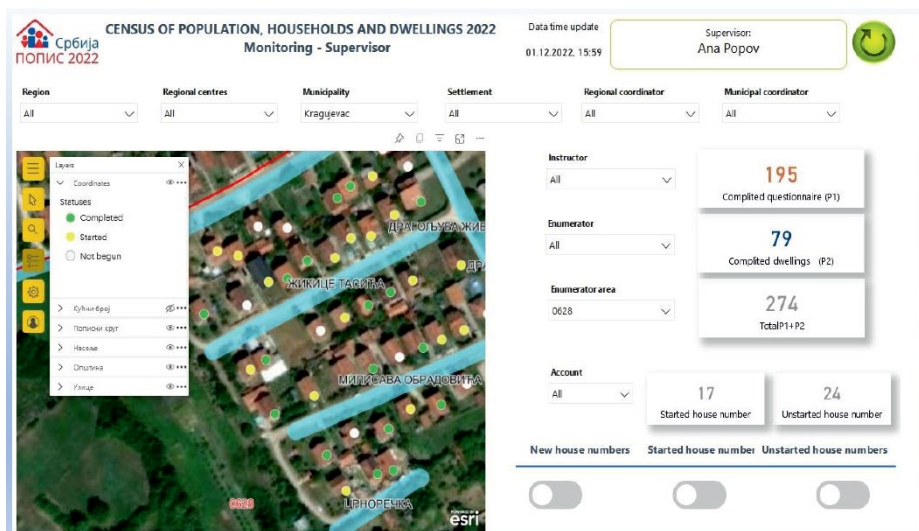 Србија
ПОПИС 2022
CENSUS OF POPULATION, HOUSEHOLDS AND DWELLINGS 2022
Monitoring - Supervisor
Data time update
01.12.2022. 15:59
Supervisor:
Ana Popov
Region
All
Regional centres
All
Municipality
Kragujevac
Settlement
All
Regional coordinator
All
Municipal coordinator
All
Layers
Coordinates
Statuses
Completed
Started
Not begun
Кућни број
Пописни круг
Насеље
Општина
Улице
ДРАГОЉУБА ЖИВ
ДРА
ЖИКИЦЕ ТАСИЋА
МИЛИСАВА ОБРАДОВИЋА
0628
ЦРНОРЕЧКА
POWERED BY
esri
Instructor
All
Enumerator
All
Enumerator area
0628
Account
All
195
Complited questionnaire (P1)
79
Complited dwellings (P2)
274
TotalP1+P2
17
Started house number
24
Unstarted house number
New house numbers
Started house number
Unstarted house numbers